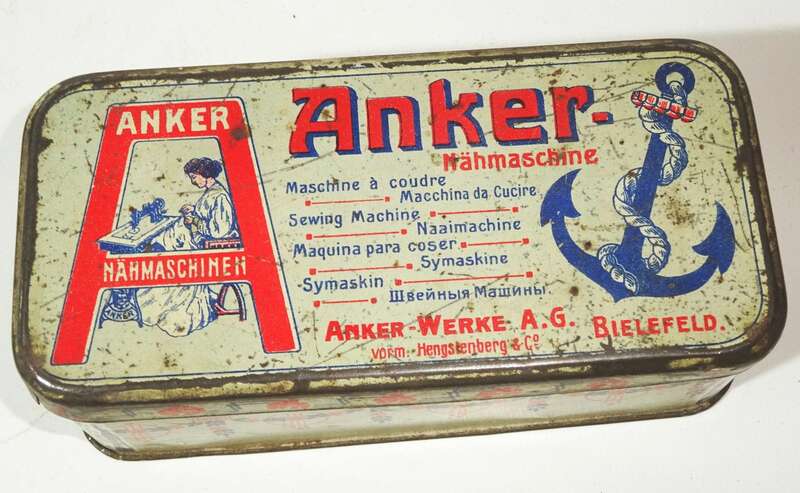 ANKER
NÄHMASCHINEN
ANKER
Anker-
Nähmaschine
Maschine à coudre
Macchina da Cucire
Sewing Machine
Naaimachine
Maquina para coser
Symaskine
Symaskin
Швейныя Машины
ANKER-WERKE A.G. BIELEFELD.
vorm. Hengstenberg & Cº